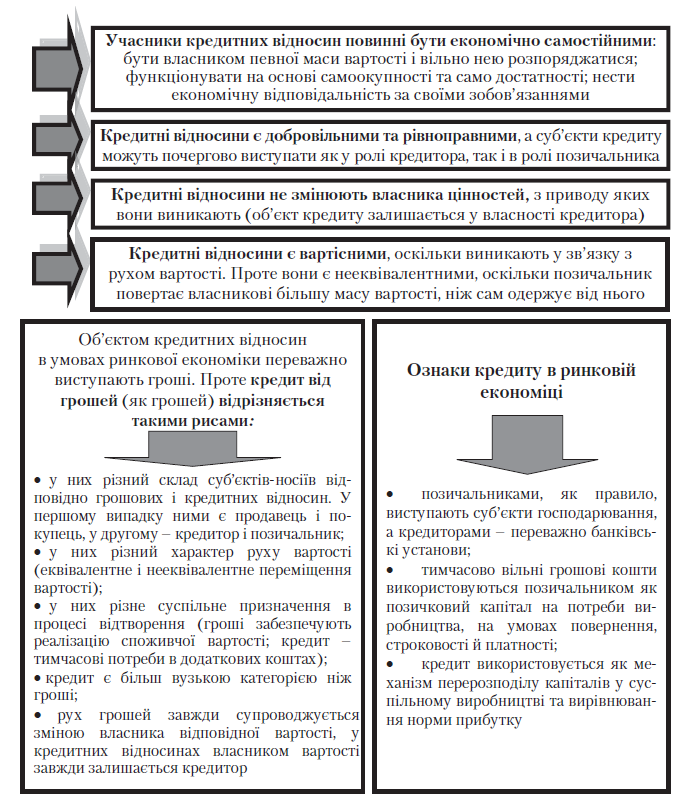 Учасники кредитних відносин повинні бути економічно самостійними:
бути власником певної маси вартості і вільно нею розпоряджатися;
функціонувати на основі самоокупності та само достатності; нести
економічну відповідальність за своїми зобов’язаннями
Кредитні відносини є добровільними та рівноправними, а суб’єкти кредиту
можуть почергово виступати як у ролі кредитора, так і в ролі позичальника
Кредитні відносини не змінюють власника цінностей, з приводу яких
вони виникають (об’єкт кредиту залишається у власності кредитора)
Кредитні відносини є вартісними, оскільки виникають у зв’язку з
рухом вартості. Проте вони є нееквівалентними, оскільки позичальник
повертає власникові більшу масу вартості, ніж сам одержує від нього
Об’єктом кредитних відносин
в умовах ринкової економіки переважно
виступають гроші. Проте кредит від
грошей (як грошей) відрізняється
такими рисами:
• у них різний склад суб’єктів-носіїв від-
повідно грошових і кредитних відносин. У
першому випадку ними є продавець і по-
купець, у другому – кредитор і позичальник;
• у них різний характер руху вартості
(еквівалентне і нееквівалентне переміщення
вартості);
• у них різне суспільне призначення в
процесі відтворення (гроші забезпечують
реалізацію споживчої вартості; кредит –
тимчасові потреби в додаткових коштах);
• кредит є більш вузькою категорією ніж
гроші;
• рух грошей завжди супроводжується
зміною власника відповідної вартості, у
кредитних відносинах власником вартості
завжди залишається кредитор
Ознаки кредиту в ринковій
економіці
• позичальниками, як правило,
виступають суб’єкти господарювання,
а кредиторами – переважно банківсь-
кі установи;
• тимчасово вільні грошові кошти
використовуються позичальником як
позичковий капітал на потреби ви-
робництва, на умовах повернення,
строковості й платності;
• кредит використовується як ме-
ханізм перерозподілу капіталів у сус-
пільному виробництві та вирівнюван-
ня норми прибутку